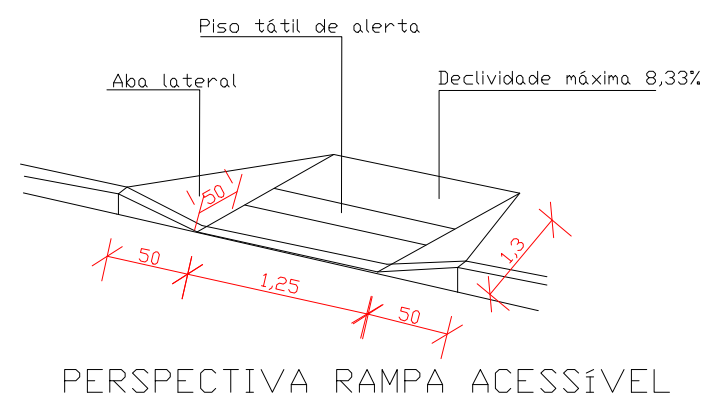 Piso tátil de alerta
Aba lateral
Declividade máxima 8,33%
50
1,3
50
1,25
50
PERSPECTIVA RAMPA ACESSíVEL